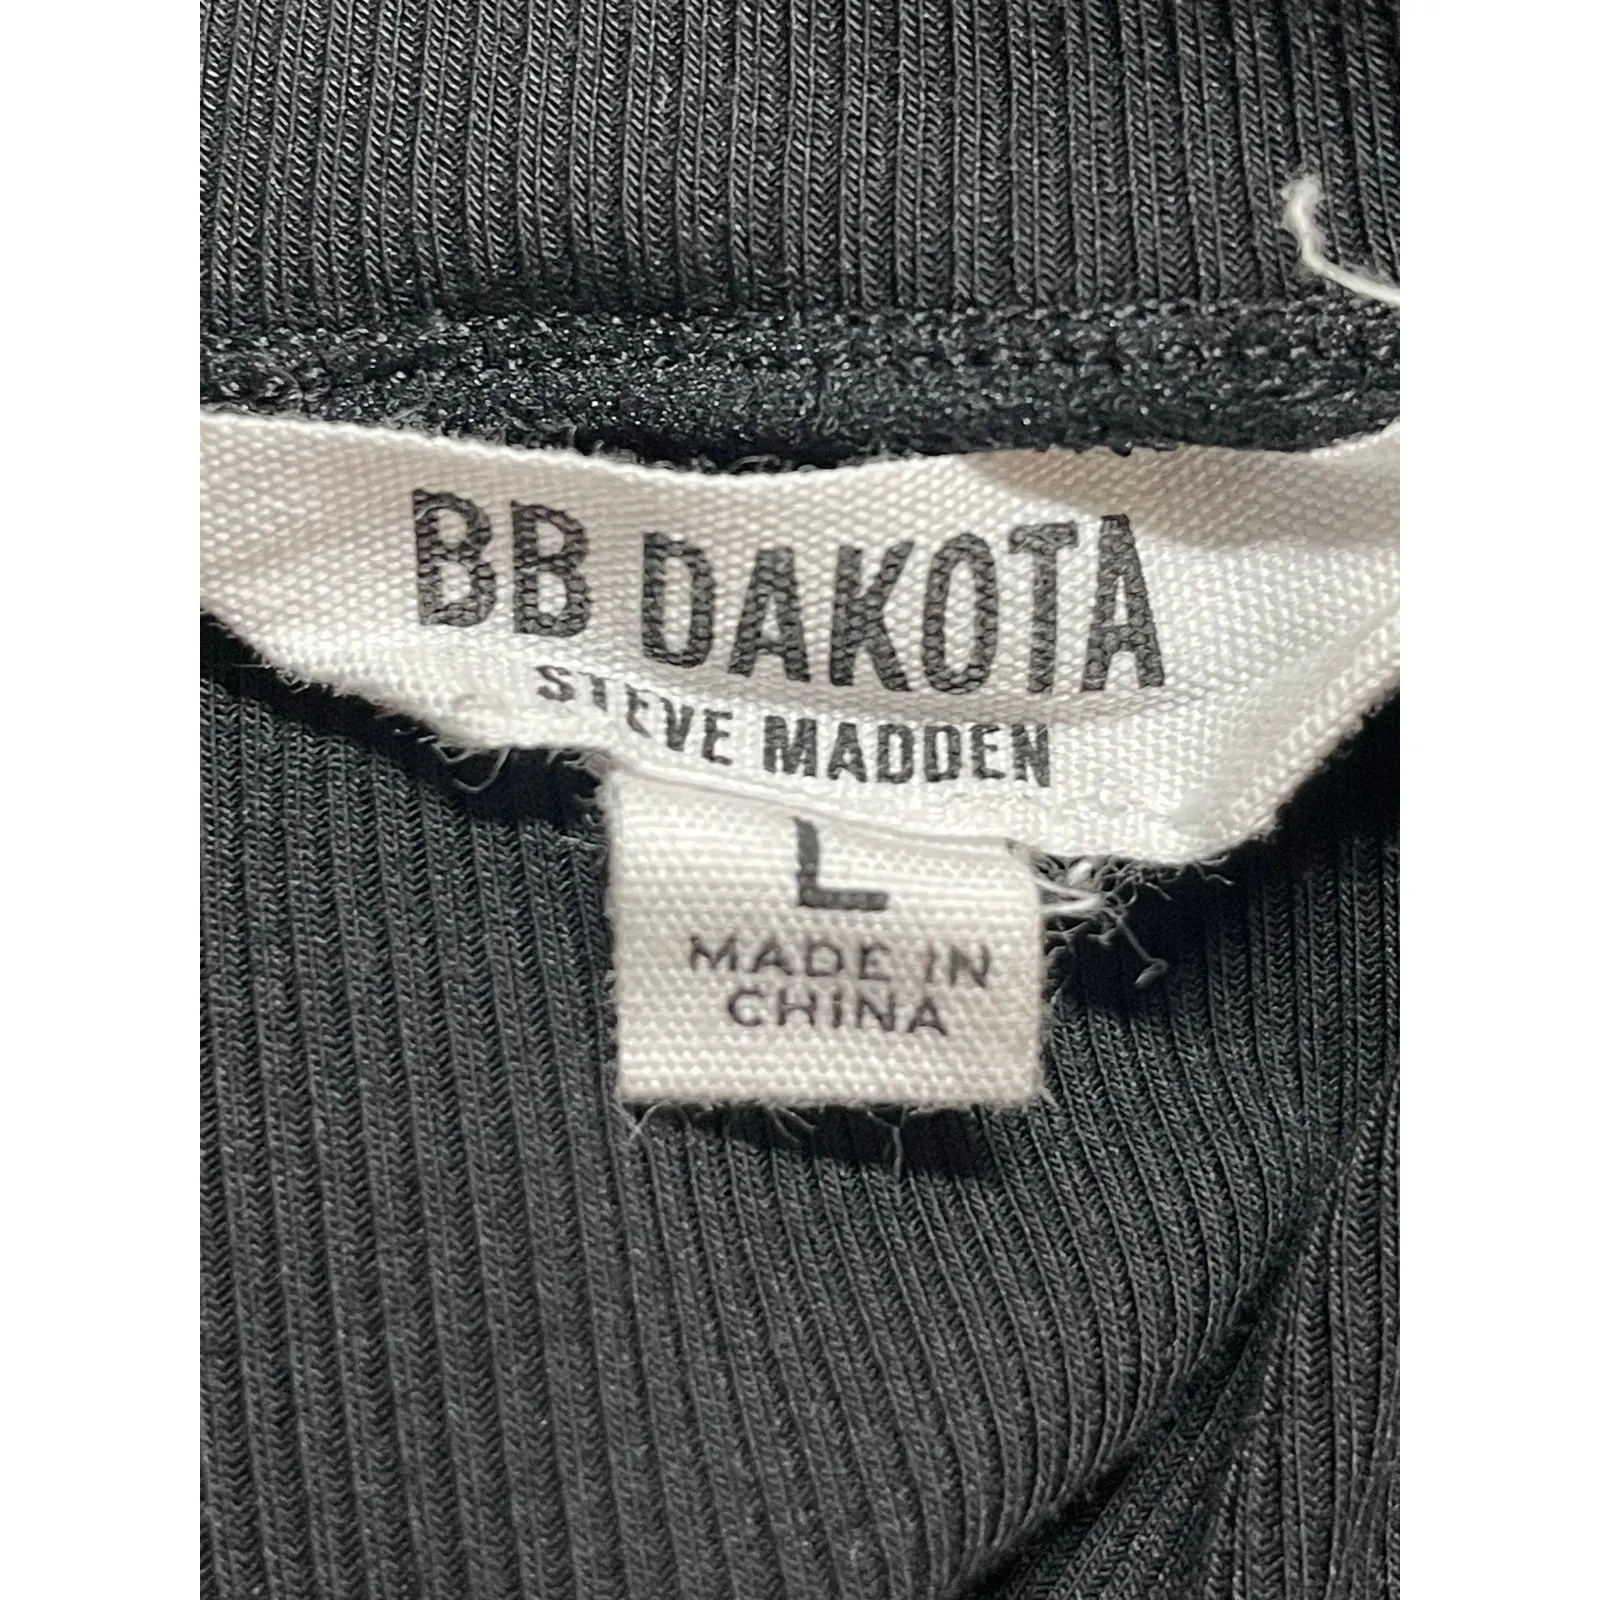 BB DAKOTA
STEVE MADDEN
L
MADE IN
CHINA